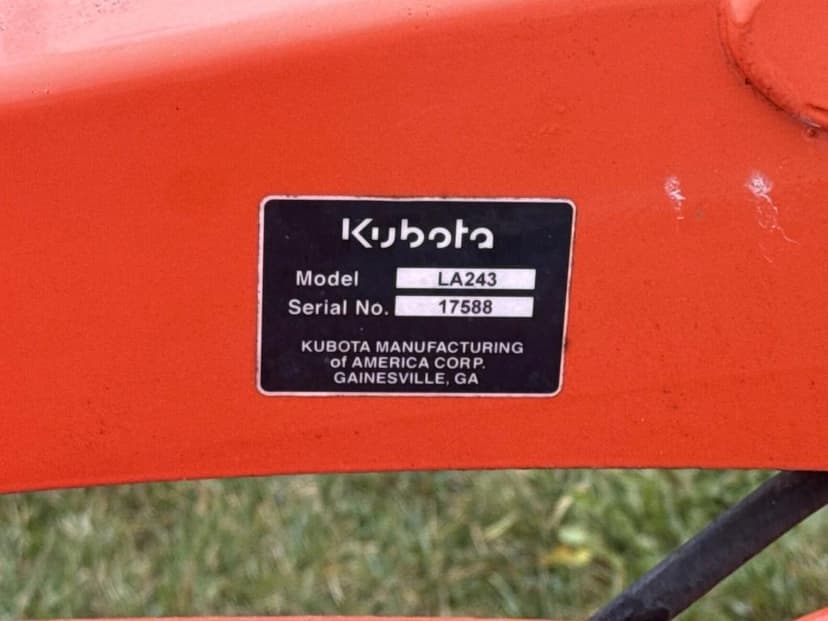 Kubota
Model LA243
Serial No. 17588
KUBOTA MANUFACTURING
of AMERICA CORP.
GAINESVILLE, GA